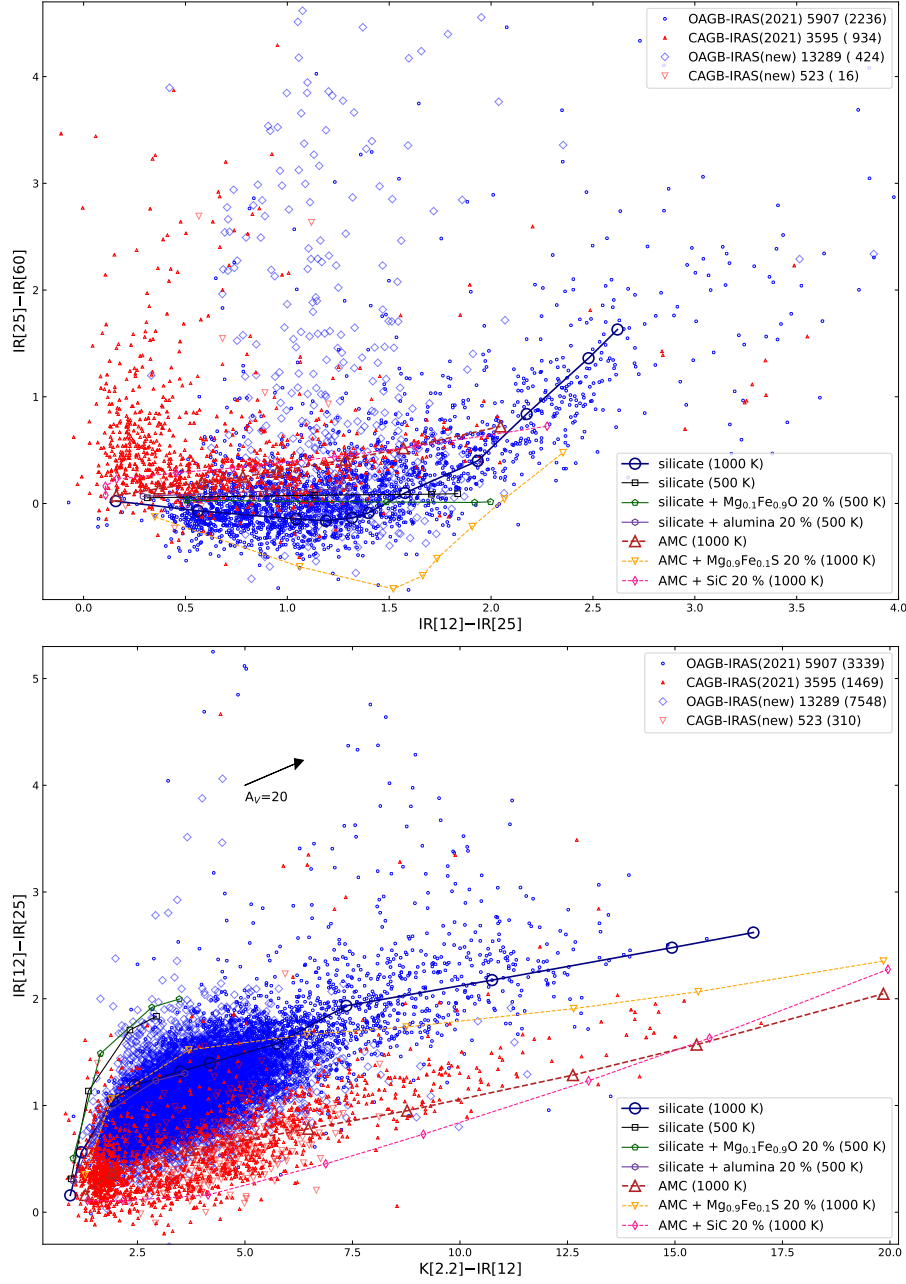 OAGB-IRAS(2021) 5907 (2236)
CAGB-IRAS(2021) 3595 ( 934)
OAGB-IRAS(new) 13289 ( 424)
CAGB-IRAS(new) 523 ( 16)
4
3
2
1
0
IR[25]−IR[60]
silicate (1000 K)
silicate (500 K)
silicate + Mg0.1Fe0.9O 20 % (500 K)
silicate + alumina 20 % (500 K)
AMC (1000 K)
AMC + Mg0.9Fe0.1S 20 % (1000 K)
AMC + SiC 20 % (1000 K)
0.0 0.5 1.0 1.5 2.0 2.5 3.0 3.5 4.0
IR[12]−IR[25]
OAGB-IRAS(2021) 5907 (3339)
CAGB-IRAS(2021) 3595 (1469)
OAGB-IRAS(new) 13289 (7548)
CAGB-IRAS(new) 523 (310)
5
4
3
2
1
0
AV=20
IR[12]−IR[25]
silicate (1000 K)
silicate (500 K)
silicate + Mg0.1Fe0.9O 20 % (500 K)
silicate + alumina 20 % (500 K)
AMC (1000 K)
AMC + Mg0.9Fe0.1S 20 % (1000 K)
AMC + SiC 20 % (1000 K)
2.5 5.0 7.5 10.0 12.5 15.0 17.5 20.0
K[2.2]−IR[12]